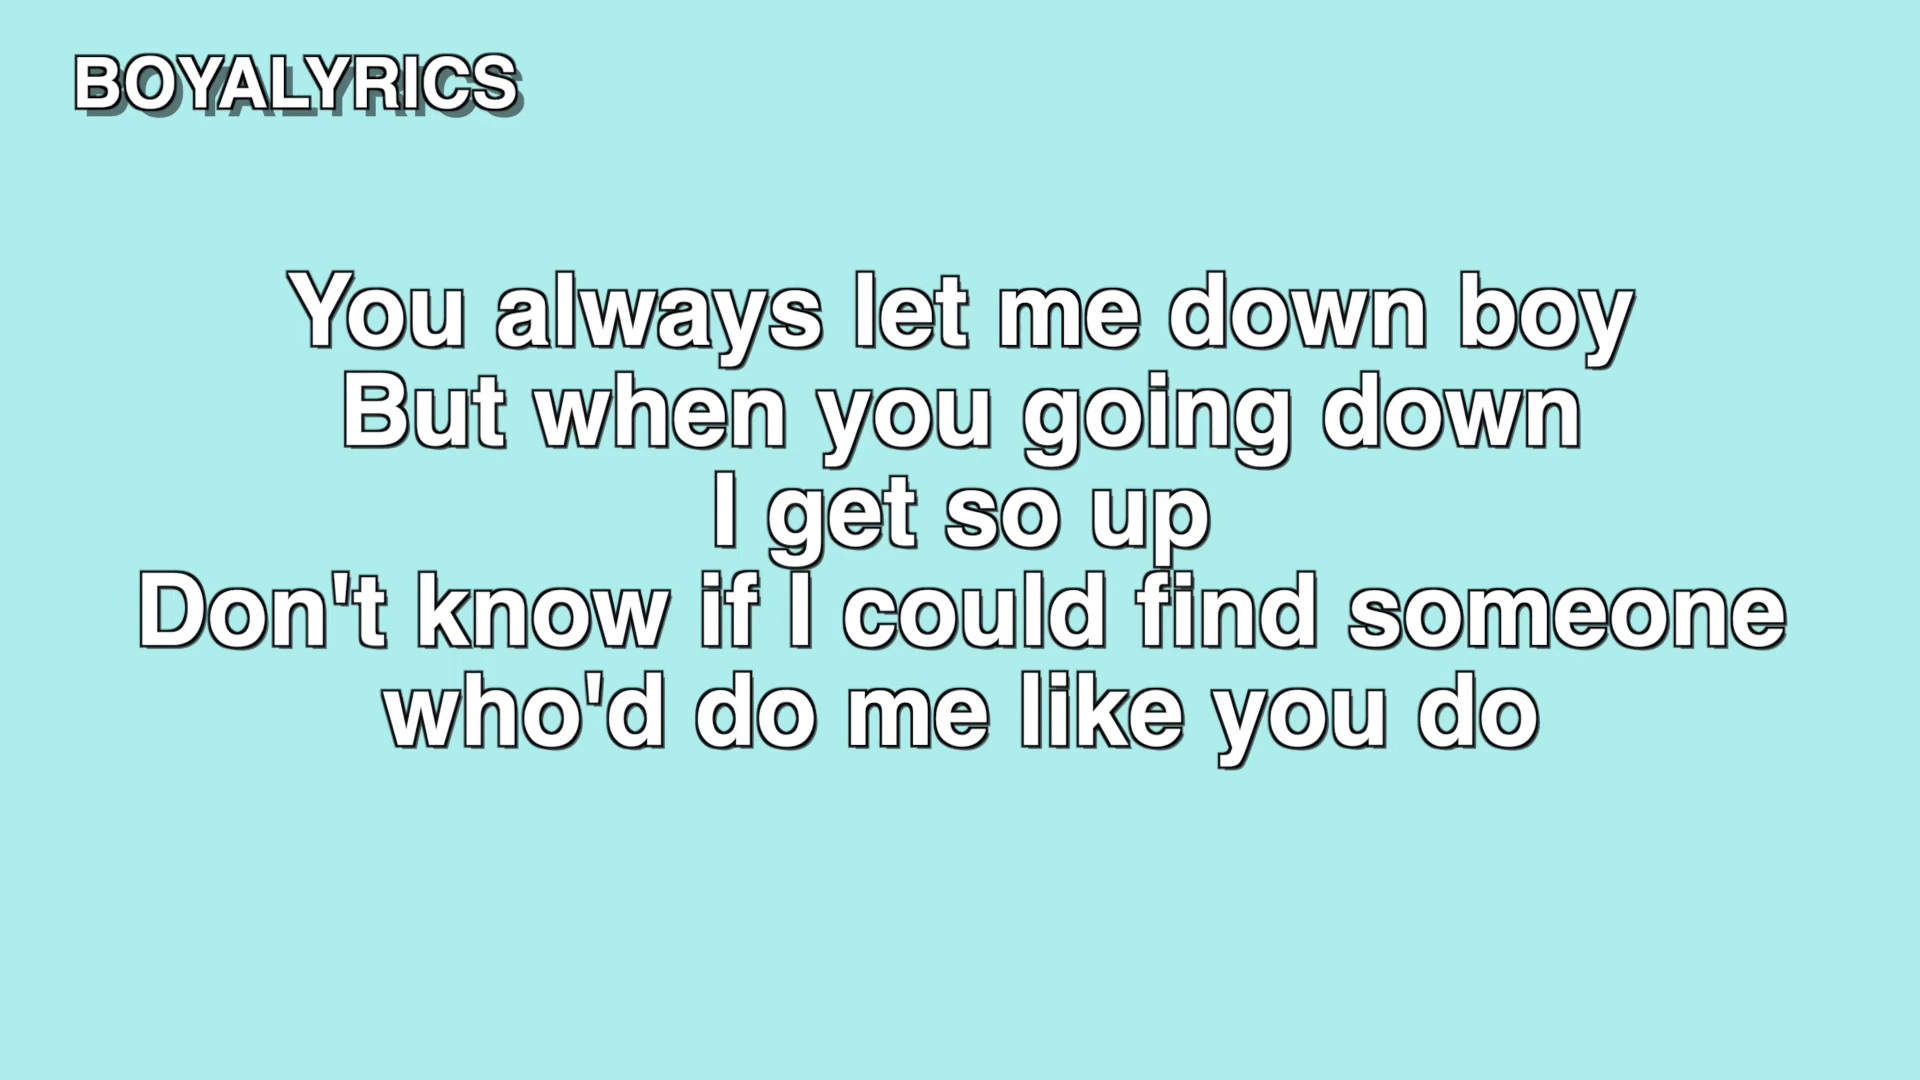 BOYALYRICS
You always let me down boy
But when you going down
I get so up
Don't know if I could find someone
who'd do me like you do